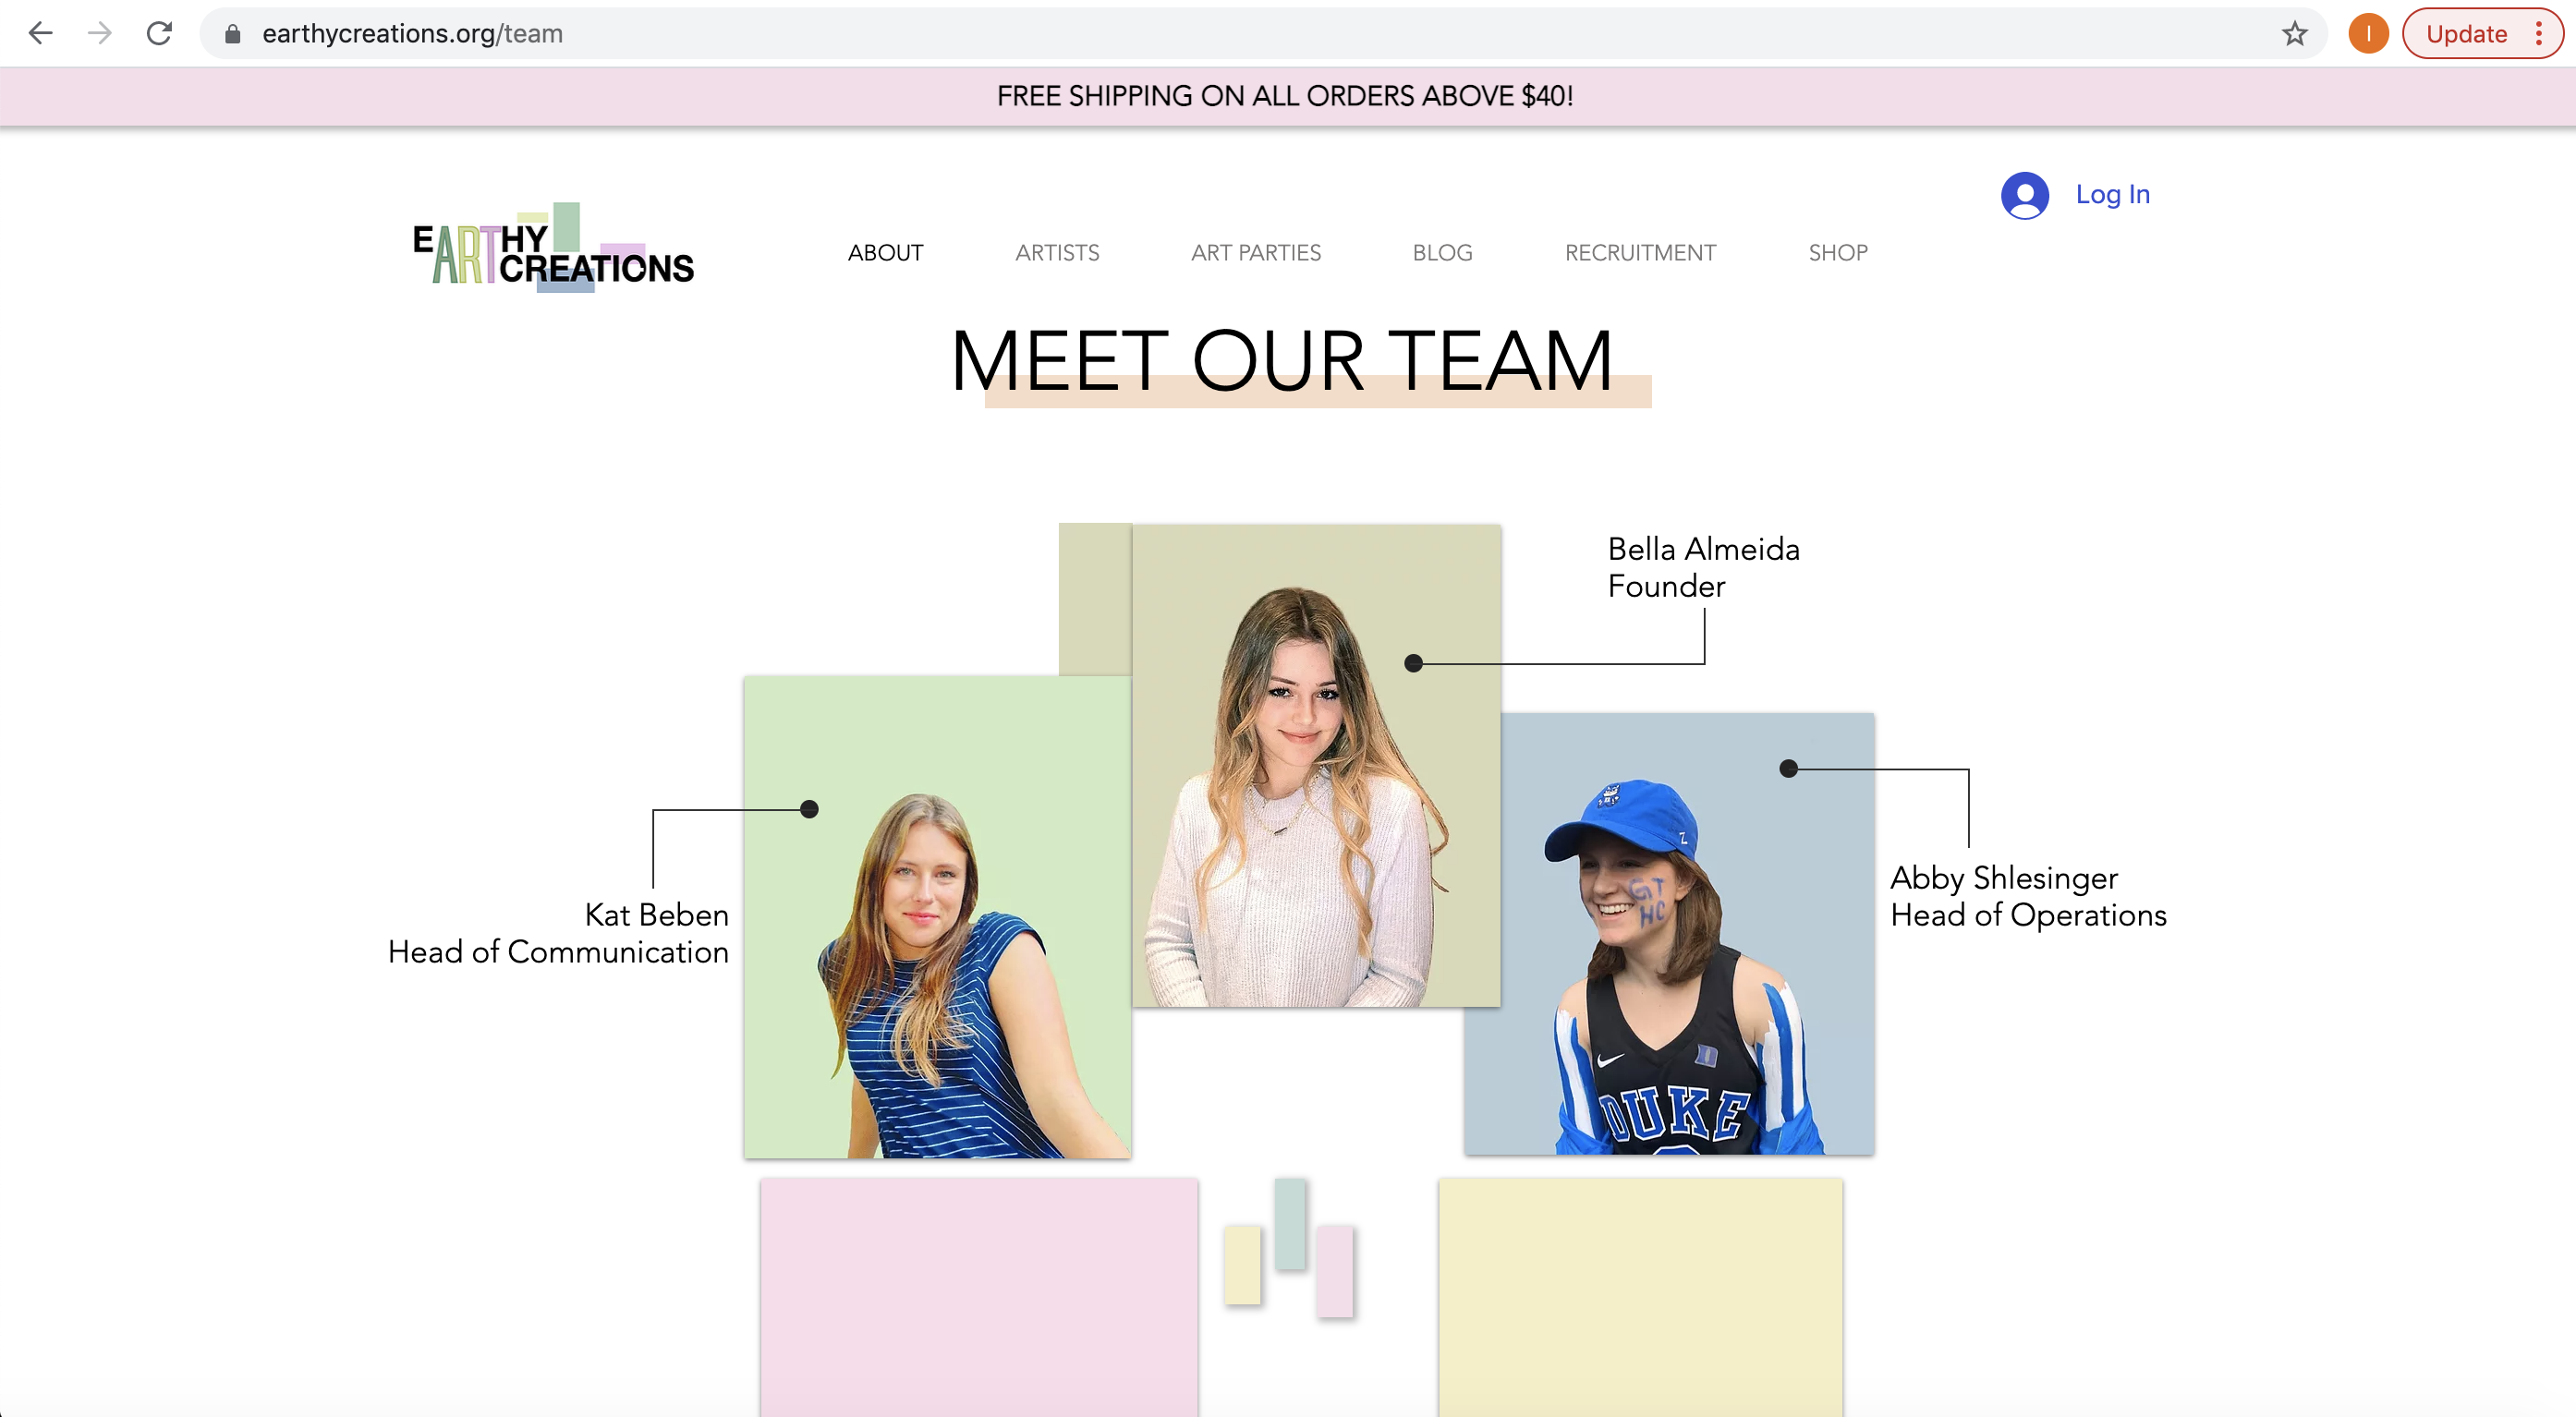 earthycreations.org/team
I
Update
FREE SHIPPING ON ALL ORDERS ABOVE $40!
Log In
EARTHY
CREATIONS
ABOUT
ARTISTS
ART PARTIES
BLOG
RECRUITMENT
SHOP
MEET OUR TEAM
Bella Almeida
Founder
Kat Beben
Head of Communication
Abby Shlesinger
Head of Operations
Z
GT
HC
DUKE